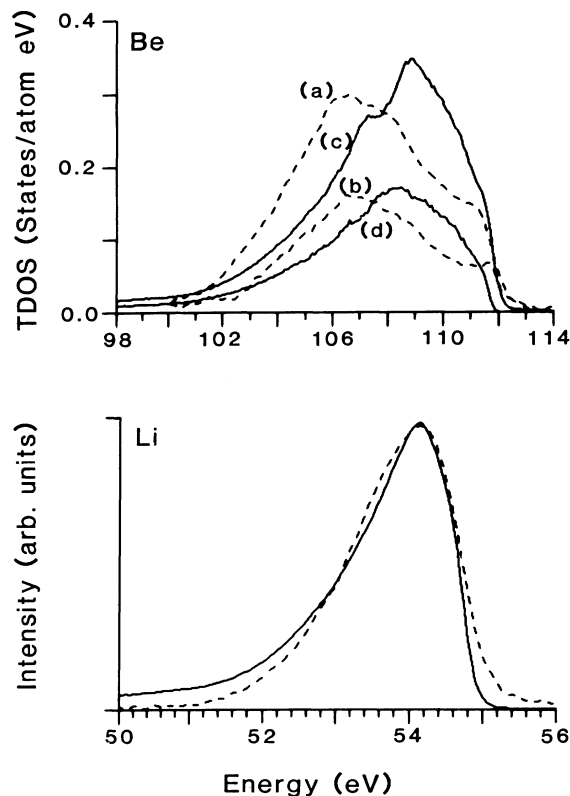 0.4
Be
(a)
(c)
0.2
(b)
(d)
0.0
98 102 106 110 114
TDOS (States/atom eV)
Li
Intensity (arb. units)
50 52 54 56
Energy (eV)